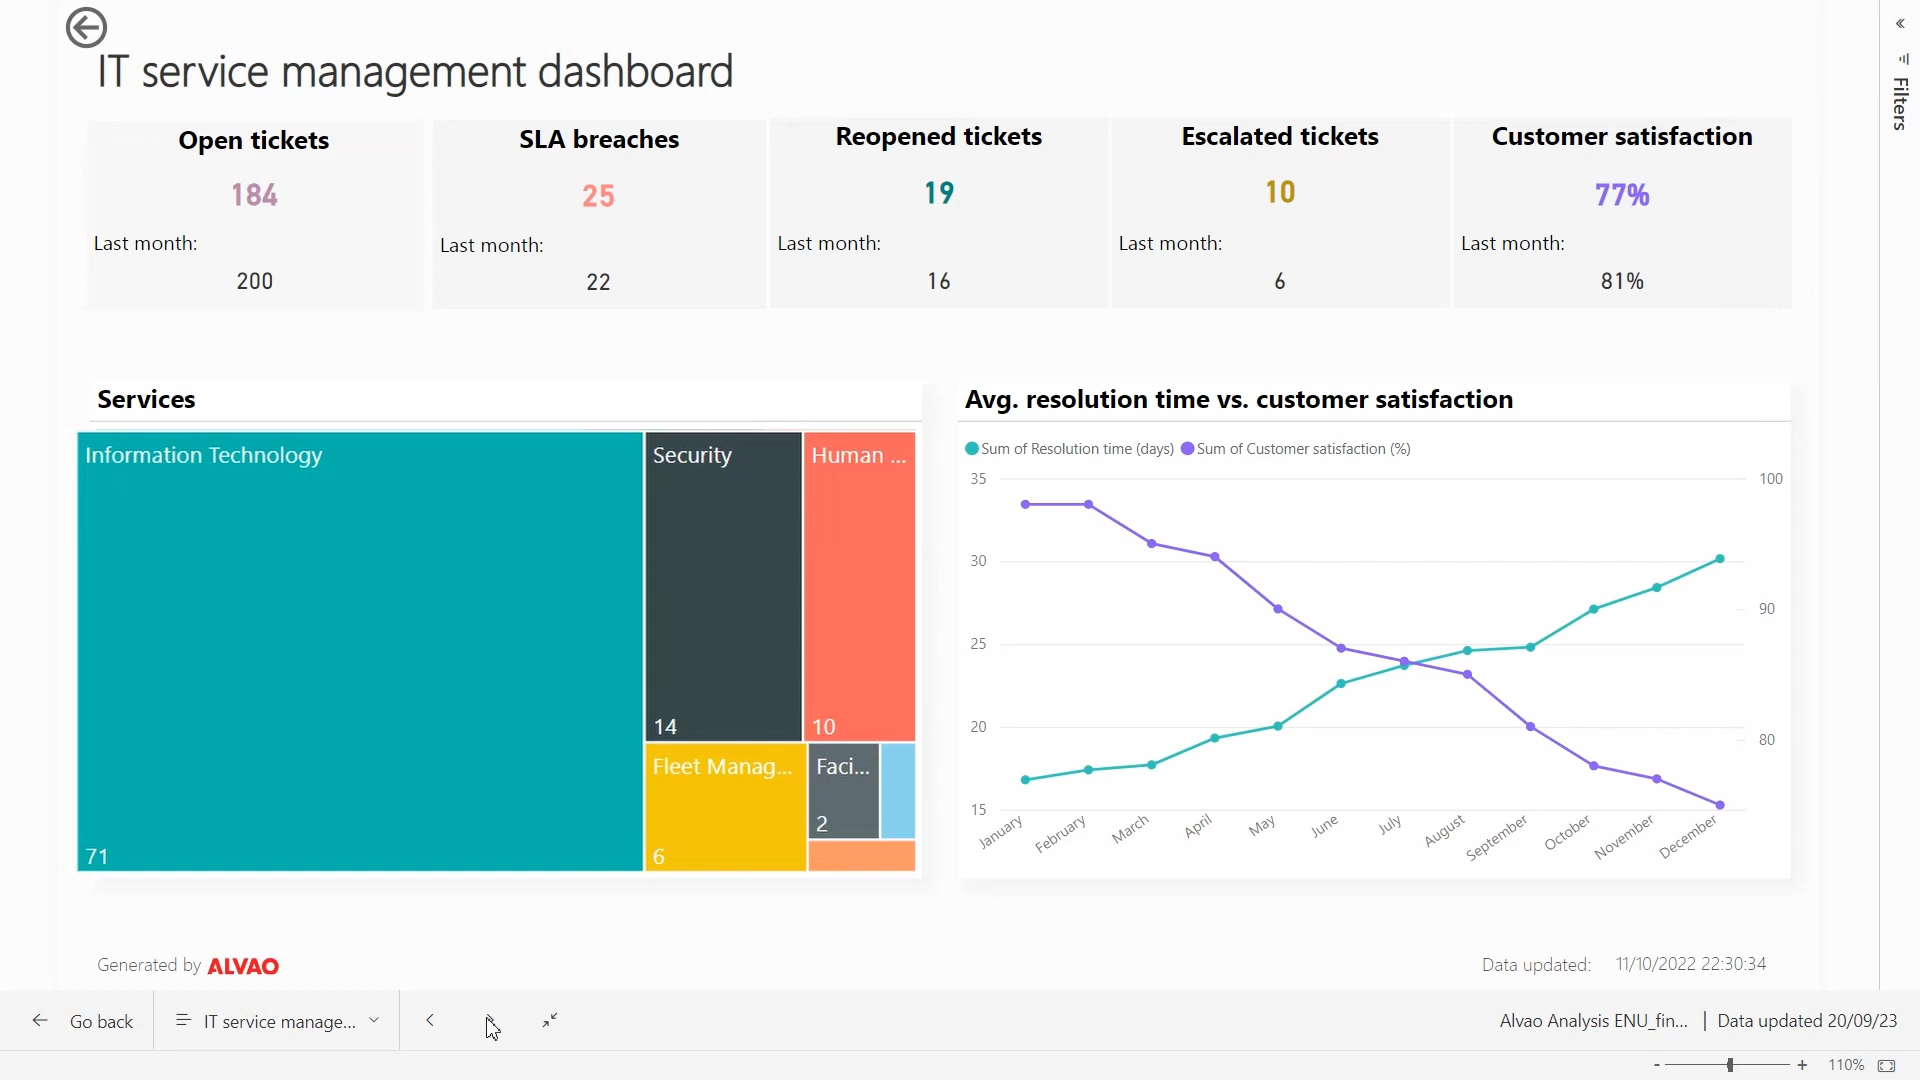 IT service management dashboard
Open tickets
184
Last month:
200
SLA breaches
25
Last month:
22
Reopened tickets
19
Last month:
16
Escalated tickets
10
Last month:
6
Customer satisfaction
77%
Last month:
81%
Services
Information Technology
71
Security
14
Human ...
10
Fleet Manag...
6
Faci...
2
Avg. resolution time vs. customer satisfaction
Sum of Resolution time (days) Sum of Customer satisfaction (%)
35
30
25
20
15
100
90
80
January February March April May June July August September October November December
Generated by ALVAO
Data updated: 11/10/2022 22:30:34
Go back
IT service manage...
Alvao Analysis ENU_fin... | Data updated 20/09/23
- + 110%
« Filters